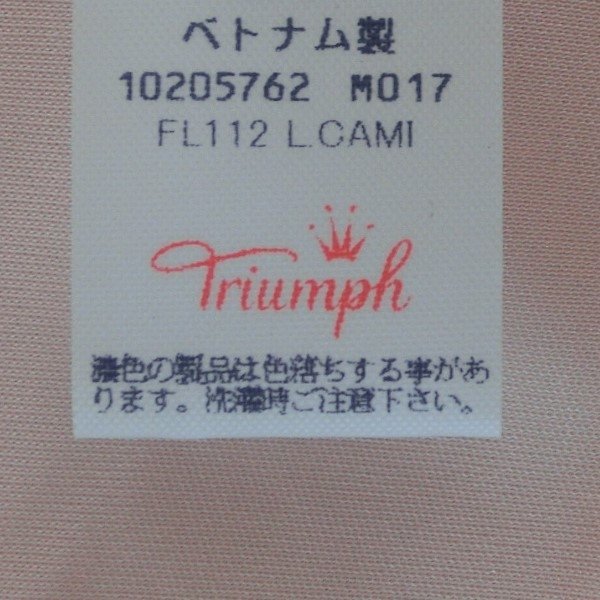 ベトナム製
10205762 M017
FL112 L.CAMI
Triumph
濃色の製品は色落ちする事があ
ります。洗濯時ご注意下さい。